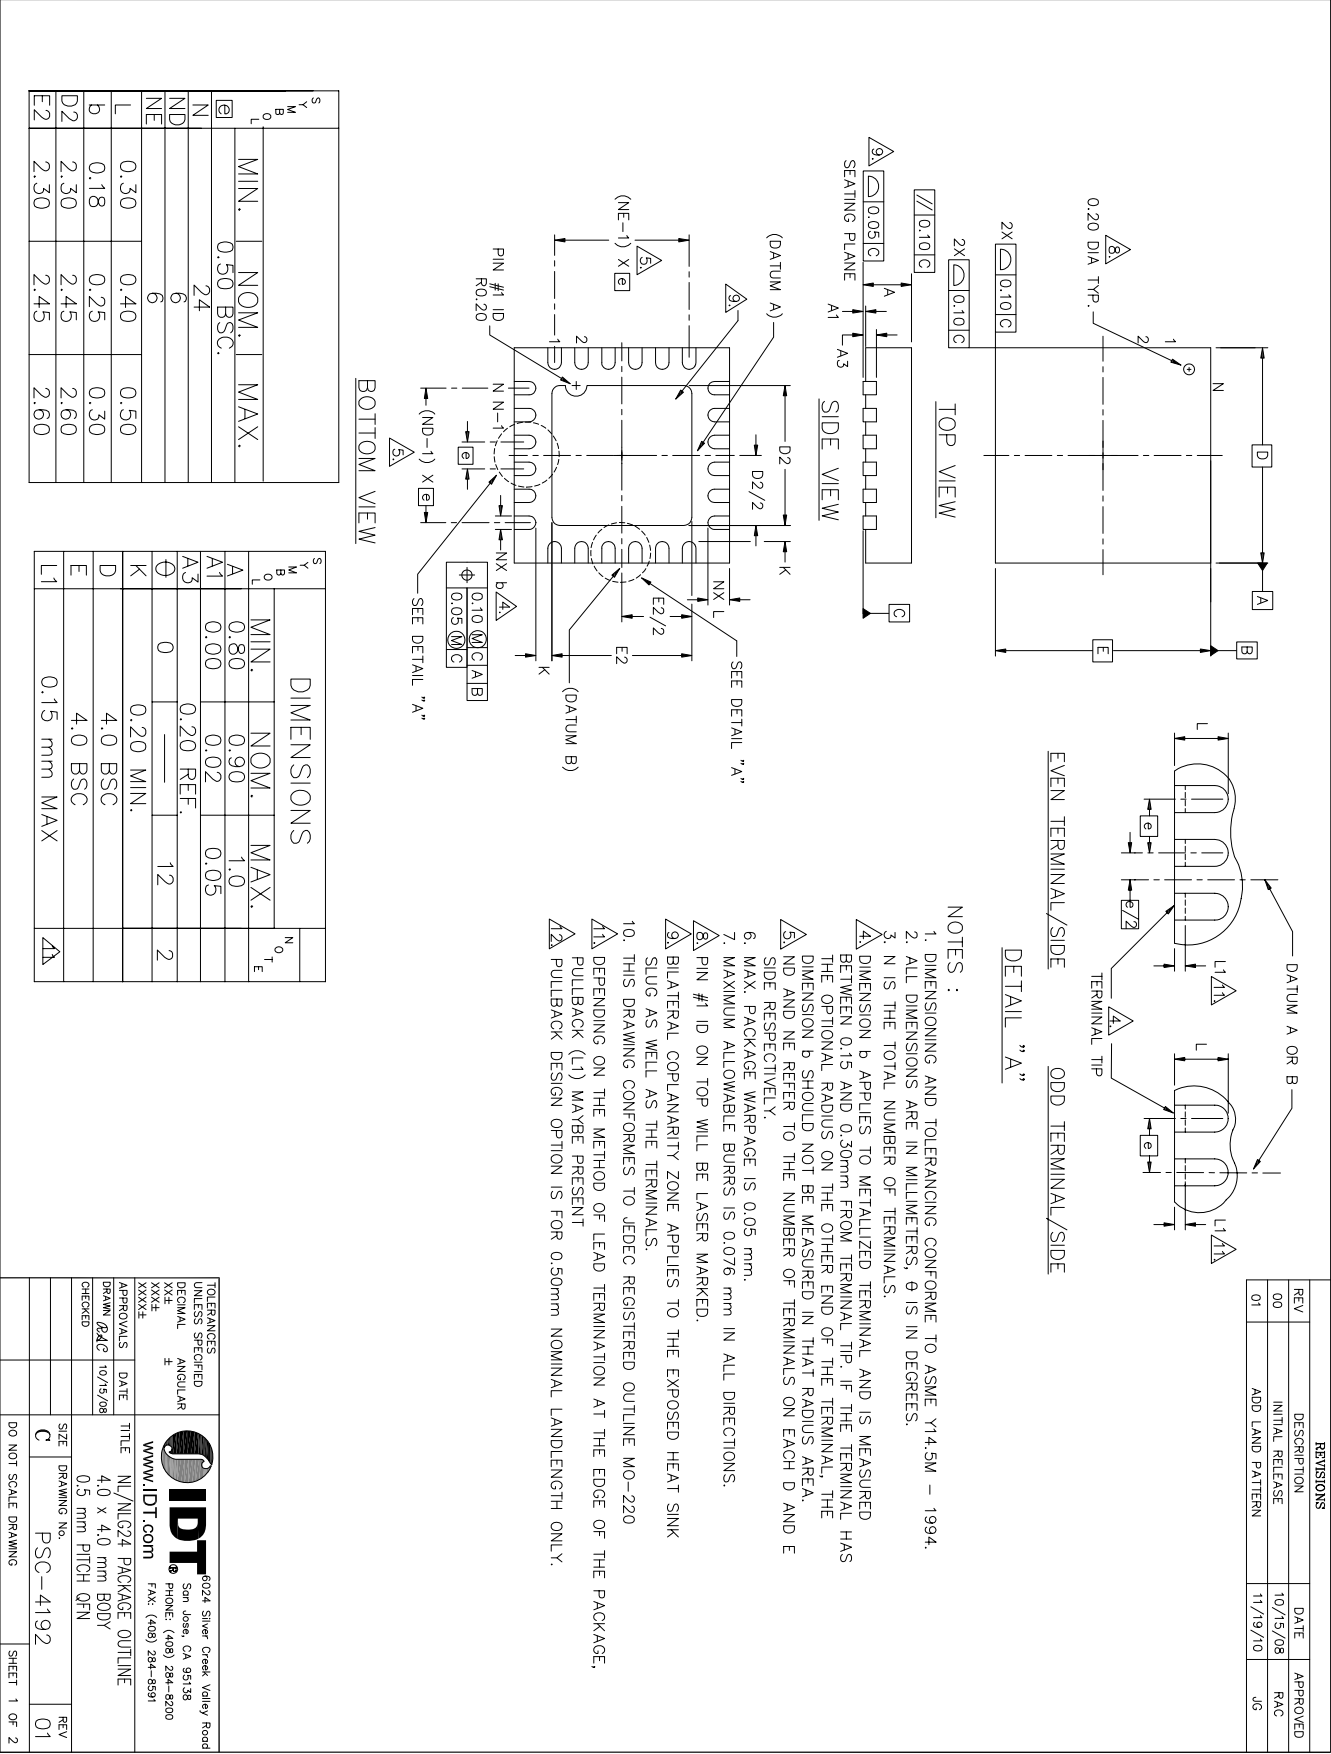 REVISIONS
REV DESCRIPTION DATE APPROVED
00 INITIAL RELEASE 10/15/08 RAC
01 ADD LAND PATTERN 11/19/10 JG
D
A
B
E
N
1
2
8.
0.20 DIA TYP.
2X 0.10 C
2X 0.10 C
TOP VIEW
// 0.10 C
9. 0.05 C
SEATING PLANE
A
A1
A3
C
SIDE VIEW
(DATUM A)
9.
5.
(NE-1) X e
PIN #1 ID
R0.20
1
2
D2
D2/2
K
NX L
E2/2
E2
K
N N-1
e
(ND-1) X e
5.
NX b 4.
0.10 M C A B
0.05 M C
SEE DETAIL "A"
SEE DETAIL "A"
(DATUM B)
BOTTOM VIEW
DATUM A OR B
L
L1 11.
e
e/2
TERMINAL TIP
4.
L
L1 11.
e
EVEN TERMINAL/SIDE
ODD TERMINAL/SIDE
DETAIL "A"
NOTES :
1. DIMENSIONING AND TOLERANCING CONFORME TO ASME Y14.5M - 1994.
2. ALL DIMENSIONS ARE IN MILLIMETERS, θ IS IN DEGREES.
3. N IS THE TOTAL NUMBER OF TERMINALS.
4. DIMENSION b APPLIES TO METALLIZED TERMINAL AND IS MEASURED
BETWEEN 0.15 AND 0.30mm FROM TERMINAL TIP. IF THE TERMINAL HAS
THE OPTIONAL RADIUS ON THE OTHER END OF THE TERMINAL, THE
DIMENSION b SHOULD NOT BE MEASURED IN THAT RADIUS AREA.
5. ND AND NE REFER TO THE NUMBER OF TERMINALS ON EACH D AND E
SIDE RESPECTIVELY.
6. MAX. PACKAGE WARPAGE IS 0.05 mm.
7. MAXIMUM ALLOWABLE BURRS IS 0.076 mm IN ALL DIRECTIONS.
8. PIN #1 ID ON TOP WILL BE LASER MARKED.
9. BILATERAL COPLANARITY ZONE APPLIES TO THE EXPOSED HEAT SINK
SLUG AS WELL AS THE TERMINALS.
10. THIS DRAWING CONFORMES TO JEDEC REGISTERED OUTLINE MO-220
11. DEPENDING ON THE METHOD OF LEAD TERMINATION AT THE EDGE OF THE PACKAGE,
PULLBACK (L1) MAYBE PRESENT
12. PULLBACK DESIGN OPTION IS FOR 0.50mm NOMINAL LANDLENGTH ONLY.
SYMBOL MIN. NOM. MAX.
e 0.50 BSC.
N 24
ND 6
NE 6
L 0.30 0.40 0.50
b 0.18 0.25 0.30
D2 2.30 2.45 2.60
E2 2.30 2.45 2.60
DIMENSIONS
SYMBOL MIN. NOM. MAX. NOTE
A 0.80 0.90 1.0
A1 0.00 0.02 0.05
A3 0.20 REF.
θ 0 — 12 2
K 0.20 MIN.
D 4.0 BSC
E 4.0 BSC
L1 0.15 mm MAX 11.
TOLERANCES
UNLESS SPECIFIED
DECIMAL ANGULAR
XX± ±
XXX±
XXXX±
IDT®
www.IDT.com
6024 Silver Creek Valley Road
San Jose, CA 95138
PHONE: (408) 284-8200
FAX: (408) 284-8591
APPROVALS DATE
DRAWN RAC 10/15/08
CHECKED
TITLE NL/NLG24 PACKAGE OUTLINE
4.0 x 4.0 mm BODY
0.5 mm PITCH QFN
SIZE DRAWING No. REV
C PSC-4192 01
DO NOT SCALE DRAWING SHEET 1 OF 2